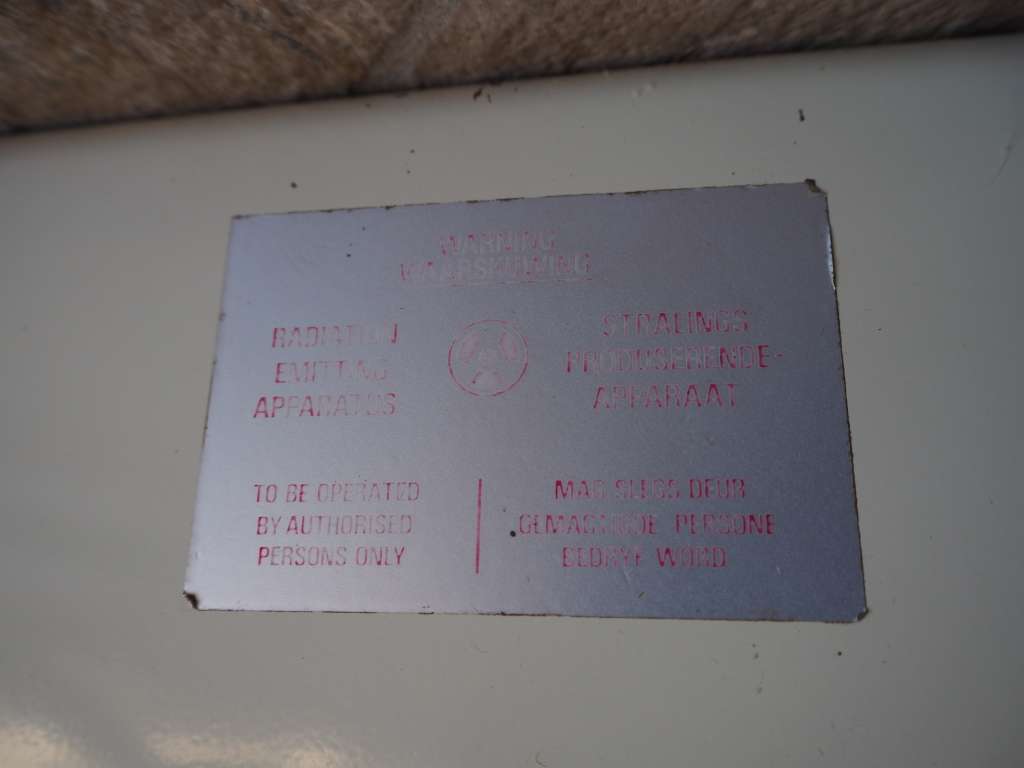 WARNING
WAARSKUWING
RADIATION
EMITTING
APPARATUS
STRALINGS
PRODUSERENDE-
APPARAAT
TO BE OPERATED
BY AUTHORISED
PERSONS ONLY
MAG SLEGS DEUR
GEMAGTIGDE PERSONE
BEDRYF WORD